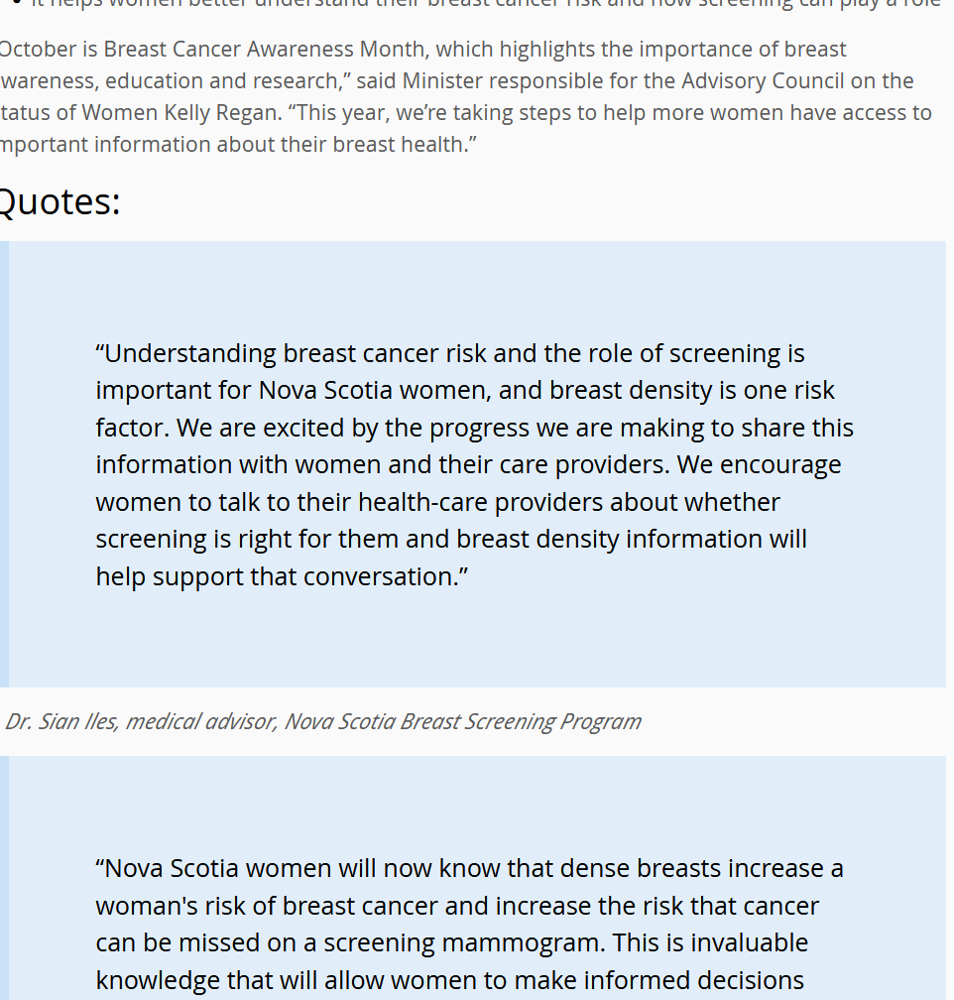 It helps women better understand their breast cancer risk and how screening can play a role
October is Breast Cancer Awareness Month, which highlights the importance of breast
wareness, education and research,” said Minister responsible for the Advisory Council on the
tatus of Women Kelly Regan. “This year, we’re taking steps to help more women have access to
mportant information about their breast health.”
Quotes:
“Understanding breast cancer risk and the role of screening is
important for Nova Scotia women, and breast density is one risk
factor. We are excited by the progress we are making to share this
information with women and their care providers. We encourage
women to talk to their health-care providers about whether
screening is right for them and breast density information will
help support that conversation.”
Dr. Sian Iles, medical advisor, Nova Scotia Breast Screening Program
“Nova Scotia women will now know that dense breasts increase a
woman's risk of breast cancer and increase the risk that cancer
can be missed on a screening mammogram. This is invaluable
knowledge that will allow women to make informed decisions